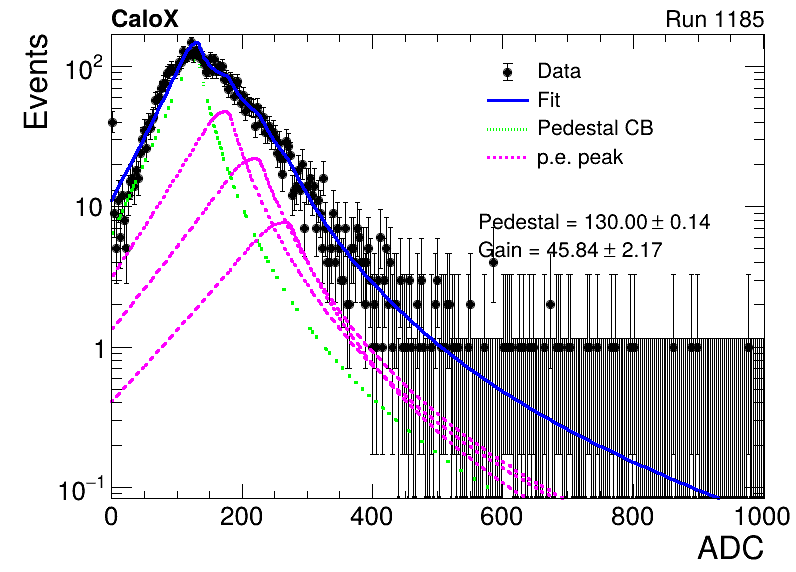 CaloX Run 1185
Events
10²
10
1
10⁻¹
Data
Fit
Pedestal CB
p.e. peak
Pedestal = 130.00 ± 0.14
Gain = 45.84 ± 2.17
0 200 400 600 800 1000
ADC